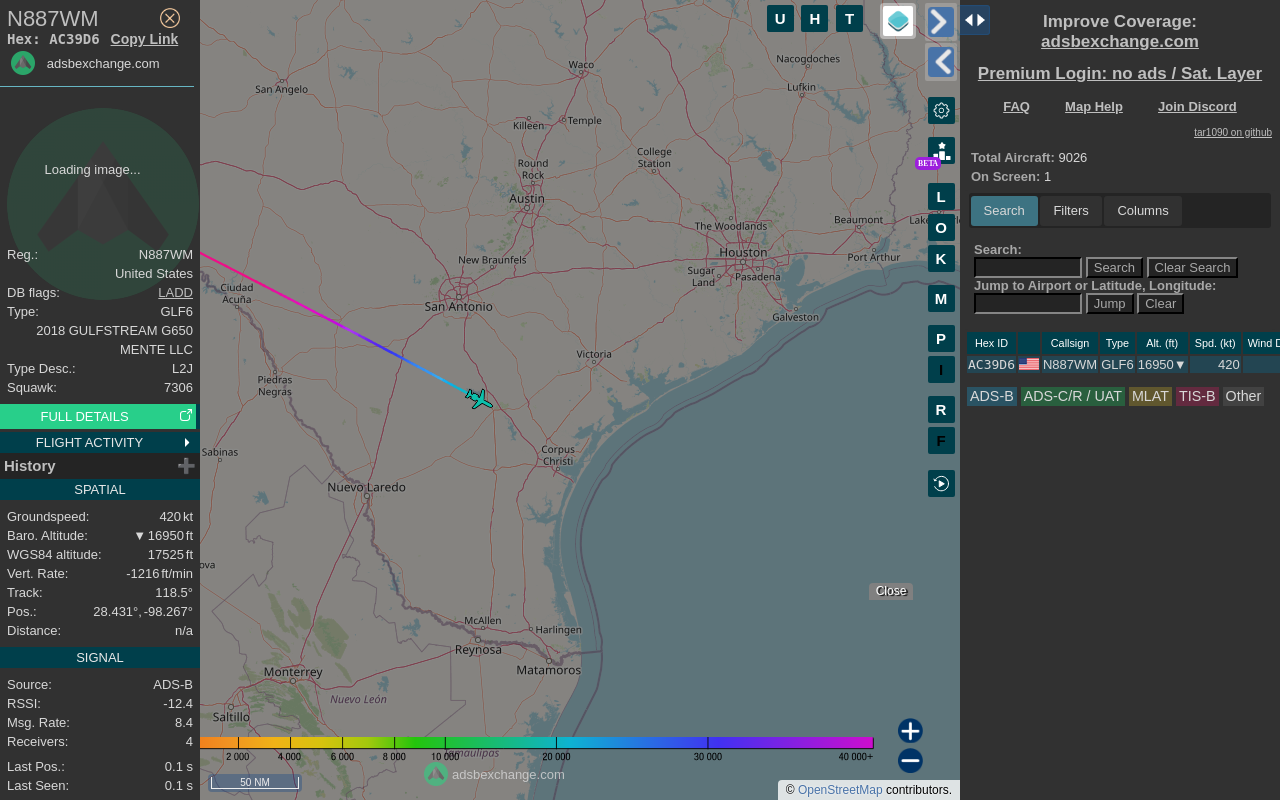 N887WM
Hex: AC39D6 Copy Link
adsbexchange.com
Loading image...
Reg.: N887WM
United States
DB flags: LADD
Type: GLF6
2018 GULFSTREAM G650
MENTE LLC
Type Desc.: L2J
Squawk: 7306
FULL DETAILS
FLIGHT ACTIVITY
History
SPATIAL
Groundspeed: 420 kt
Baro. Altitude: ▼ 16950 ft
WGS84 altitude: 17525 ft
Vert. Rate: -1216 ft/min
Track: 118.5°
Pos.: 28.431°, -98.267°
Distance: n/a
SIGNAL
Source: ADS-B
RSSI: -12.4
Msg. Rate: 8.4
Receivers: 4
Last Pos.: 0.1 s
Last Seen: 0.1 s
U H T
BETA
L
O
K
M
P
I
R
F
San Angelo
Waco
Nacogdoches
Lufkin
Killeen
Temple
College
Station
Round
Rock
Austin
The Woodlands
Beaumont
Houston
Port Arthur
New Braunfels
Sugar
Land
Pasadena
Ciudad
Acuña
San Antonio
Galveston
Victoria
Piedras
Negras
Sabinas
Corpus
Christi
Nuevo Laredo
McAllen
Harlingen
Reynosa
Matamoros
Monterrey
Nuevo León
Saltillo
Close
2 000 4 000 6 000 8 000 10 000 20 000 30 000 40 000+
Tamaulipas
adsbexchange.com
50 NM
© OpenStreetMap contributors.
Improve Coverage:
adsbexchange.com
Premium Login: no ads / Sat. Layer
FAQ Map Help Join Discord
tar1090 on github
Total Aircraft: 9026
On Screen: 1
Search Filters Columns
Search:
Search Clear Search
Jump to Airport or Latitude, Longitude:
Jump Clear
Hex ID Callsign Type Alt. (ft) Spd. (kt) Wind D
AC39D6 N887WM GLF6 16950▼ 420
ADS-B ADS-C/R / UAT MLAT TIS-B Other